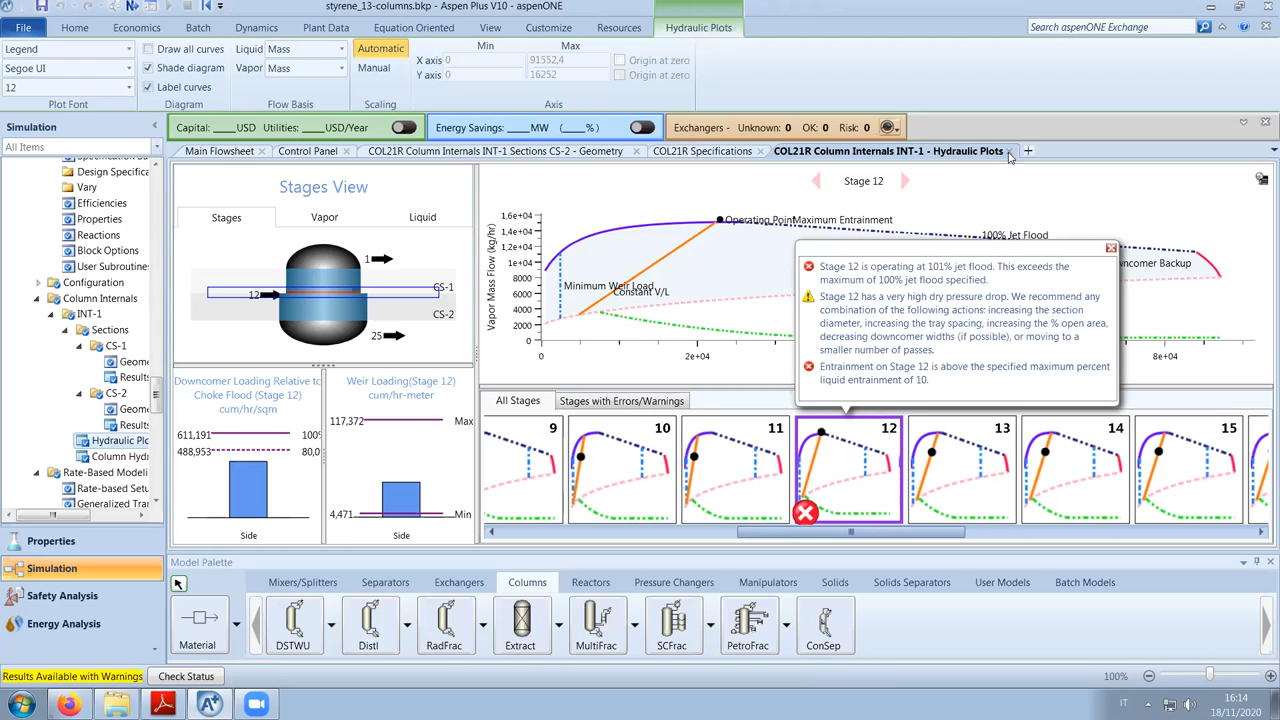 styrene_13-columns.bkp - Aspen Plus V10 - aspenONE
Hydraulic Plots
File Home Economics Batch Dynamics Plant Data Equation Oriented View Customize Resources Hydraulic Plots
Search aspenONE Exchange
Legend
Segoe UI
12
Plot Font
Draw all curves
Shade diagram
Label curves
Diagram
Liquid Mass
Vapor Mass
Flow Basis
Automatic
Manual
Scaling
Min Max
X axis 0 91552,4 Origin at zero
Y axis 0 16252 Origin at zero
Axis
Simulation
All Items
Capital: ____USD Utilities: ____USD/Year
Energy Savings: ____MW (____%)
Exchangers - Unknown: 0 OK: 0 Risk: 0
Main Flowsheet Control Panel COL21R Column Internals INT-1 Sections CS-2 - Geometry COL21R Specifications COL21R Column Internals INT-1 - Hydraulic Plots
Design Specifica
Vary
Efficiencies
Properties
Reactions
Block Options
User Subroutine
Configuration
Column Internals
INT-1
Sections
CS-1
Geome
Results
CS-2
Geome
Results
Hydraulic Plo
Column Hydr
Rate-Based Modeli
Rate-based Setu
Generalized Tran
Properties
Simulation
Safety Analysis
Energy Analysis
Stages View
Stages Vapor Liquid
1
CS-1
12
CS-2
25
Downcomer Loading Relative to
Choke Flood (Stage 12)
cum/hr/sqm
611,191 100%
488,953 80,0
Side
Weir Loading(Stage 12)
cum/hr-meter
117,372 Max
4,471 Min
Side
Stage 12
Vapor Mass Flow (kg/hr)
1,6e+04
1,4e+04
1,2e+04
1e+04
8000
6000
4000
2000
0
0 2e+04 8e+04
Operating Point
Maximum Entrainment
100% Jet Flood
Minimum Weir Load
Constant V/L
wncomer Backup
Stage 12 is operating at 101% jet flood. This exceeds the
maximum of 100% jet flood specified.
Stage 12 has a very high dry pressure drop. We recommend any
combination of the following actions: increasing the section
diameter, increasing the tray spacing, increasing the % open area,
decreasing downcomer widths (if possible), or moving to a
smaller number of passes.
Entrainment on Stage 12 is above the specified maximum percent
liquid entrainment of 10.
All Stages Stages with Errors/Warnings
9 10 11 12 13 14 15
Model Palette
Mixers/Splitters Separators Exchangers Columns Reactors Pressure Changers Manipulators Solids Solids Separators User Models Batch Models
Material DSTWU Distl RadFrac Extract MultiFrac SCFrac PetroFrac ConSep
Results Available with Warnings Check Status
100%
IT
16:14
18/11/2020